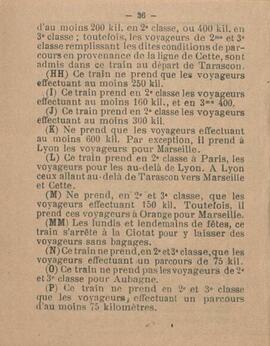 — 36 —
d'au moins 200 kil. en 2e classe, ou 400 kil. en
3e classe ; toutefois, les voyageurs de 2me et 3e
classe remplissant les dites conditions de par-
cours en provenance de la ligne de Cette, sont
admis dans ce train au départ de Tarascon.
(HH) Ce train ne prend que les voyageurs
effectuant au moins 250 kil.
(I) Ce train ne prend que les voyageurs
effectuant au moins 160 kil., et en 3me 400.
(J) Ce train ne prend que les voyageurs
effectuant au moins 300 kil.
(K) Ne prend que les voyageurs effectuant
au moins 600 kil. Par exception, il prend à
Lyon les voyageurs pour Marseille.
(L) Ce train prend en 2e classe à Paris, les
voyageurs pour les au-delà de Lyon. A Lyon
ceux allant au-delà de Tarascon vers Marseille
et Cette.
(M) Ne prend, en 2e et 3e classe, que les
voyageurs effectuant 150 kil. Toutefois, il
prend ces voyageurs à Orange pour Marseille.
(MM) Les lundis et lendemains de fêtes, ce
train s'arrête à la Ciotat pour y laisser des
voyageurs sans bagages.
(N) Ce train ne prend, en 2e et 3e classe, que les
voyageurs effectuant un parcours de 75 kil.
(O) Ce train ne prend pas les voyageurs de 2e
et 3e classe pour Aubagne.
(P) Ce train ne prend en 2e et 3e classe
que les voyageurs, effectuant un parcours
d'au moins 75 kilomètres.